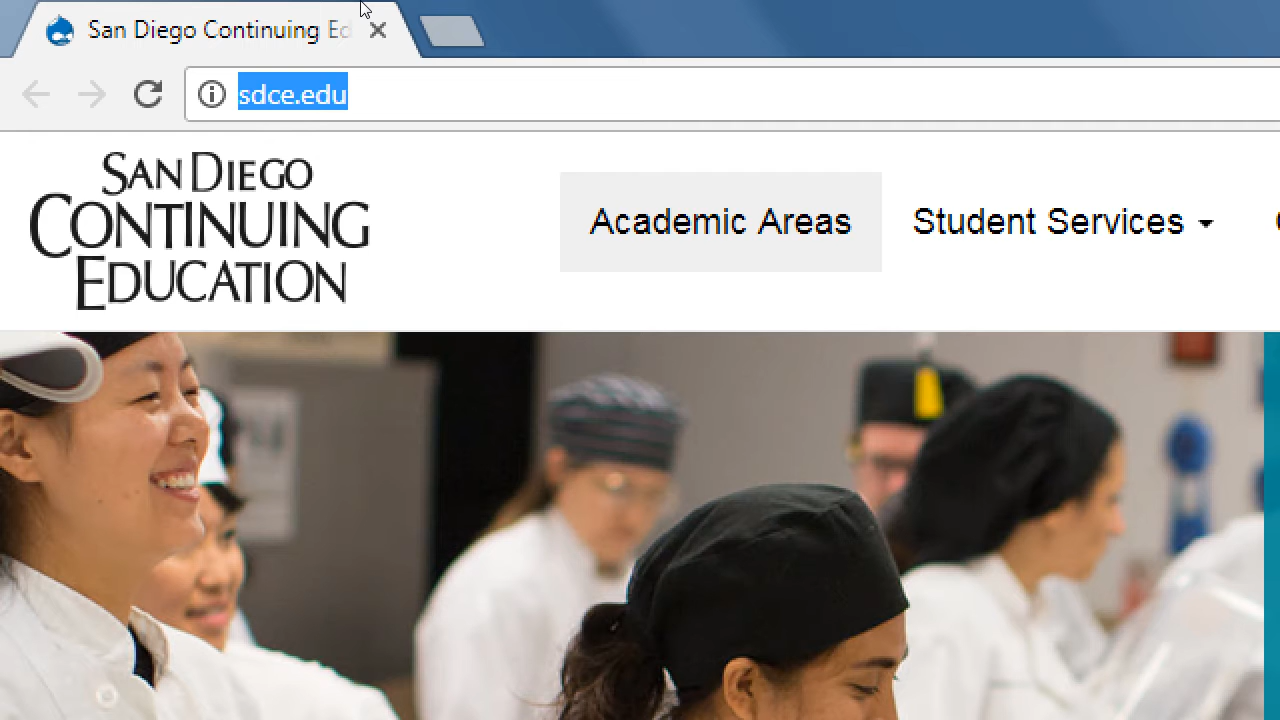 San Diego Continuing Ed
sdce.edu
SAN DIEGO
CONTINUING
EDUCATION
Academic Areas
Student Services